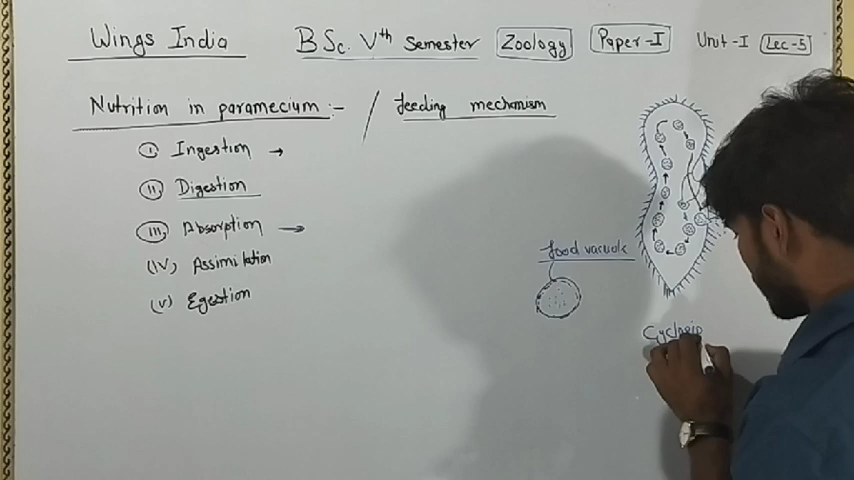 Wings India BSc. Vth Semester Zoology Paper-I Unit-I Lec-5
Nutrition in paramecium :- / feeding mechanism
(I) Ingestion →
(II) Digestion
(III) Absorption →
(IV) Assimilation
(V) Egestion
food vacuole